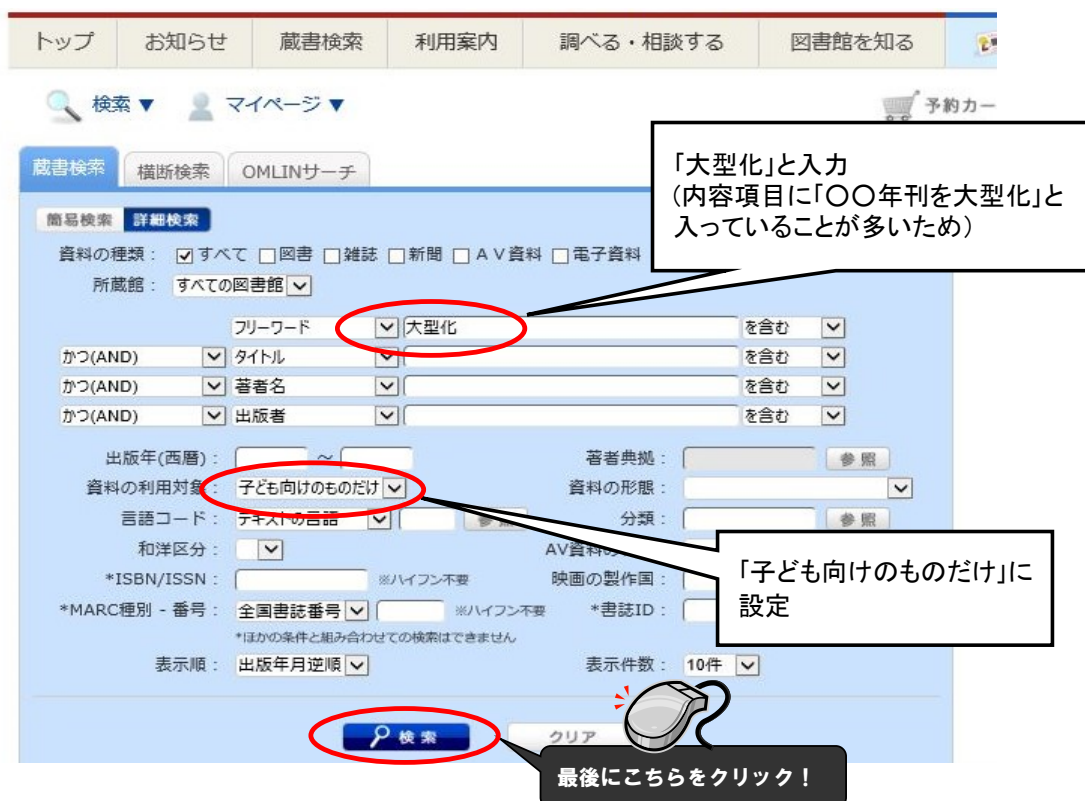 トップ お知らせ 蔵書検索 利用案内 調べる・相談する 図書館を知る
検索▼ マイページ▼ 予約カー
蔵書検索 横断検索 OMLINサーチ
「大型化」と入力
(内容項目に「〇〇年刊を大型化」と
入っていることが多いため)
簡易検索 詳細検索
資料の種類: すべて 図書 雑誌 新聞 AV資料 電子資料
所蔵館: すべての図書館
フリーワード 大型化 を含む
かつ(AND) タイトル を含む
かつ(AND) 著者名 を含む
かつ(AND) 出版者 を含む
出版年(西暦): ～ 著者典拠: 参照
資料の利用対象: 子ども向けのものだけ 資料の形態:
言語コード: テキストの言語 参照 分類: 参照
和洋区分: AV資料の
*ISBN/ISSN: ※ハイフン不要 映画の製作国:
「子ども向けのものだけ」に
設定
*MARC種別 - 番号: 全国書誌番号 ※ハイフン不要 *書誌ID:
*ほかの条件と組み合わせての検索はできません
表示順: 出版年月逆順 表示件数: 10件
検索 クリア
最後にこちらをクリック！